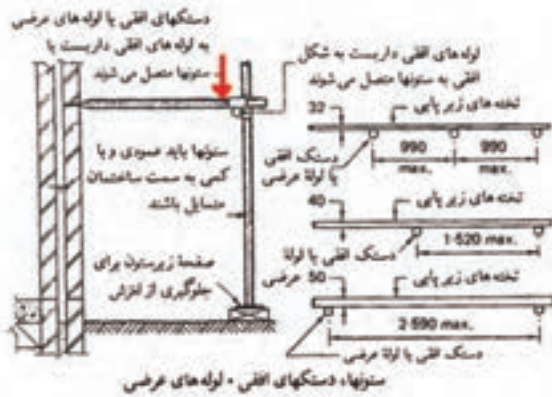 دستکهای افقی یا لوله های عرضی
به لوله های افقی داربست یا
ستونها متصل می شوند
لوله های افقی داربست به شکل
افقی به ستونها متصل می شوند
ستونها باید عمودی و یا
کمی به سمت ساختمان
متمایل باشند
صفحهٔ زیرستون برای
جلوگیری از لغزش
32
تخته های زیر پایی
990 max.
990 max.
دستک افقی
یا لولهٔ عرضی
40
تخته های زیر پایی
1·520 max.
دستک افقی یا لولهٔ
عرضی
50
تخته های زیر پایی
2·590 max.
دستک افقی یا لولهٔ عرضی
ستونها، دستکهای افقی - لوله های عرضی